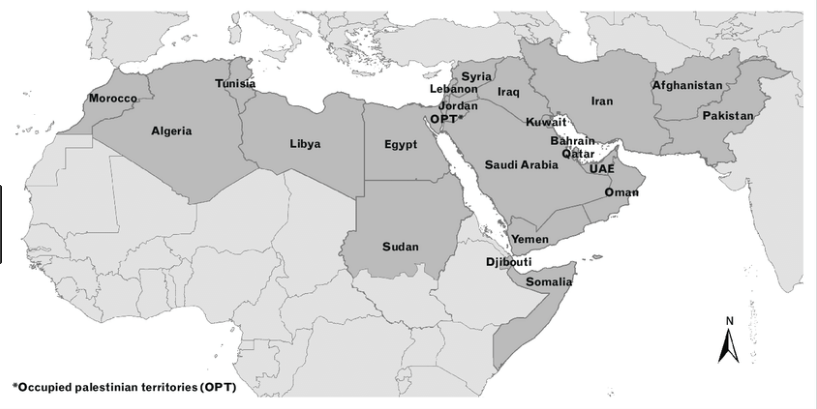 Syria
Afghanistan
Tunisia
Lebanon
Iraq
Morocco
Iran
Jordan
Pakistan
OPT*
Kuwait
Algeria
Libya
Egypt
Bahrain
Qatar
Saudi Arabia
UAE
Oman
Yemen
Sudan
Djibouti
Somalia
N
*Occupied palestinian territories (OPT)